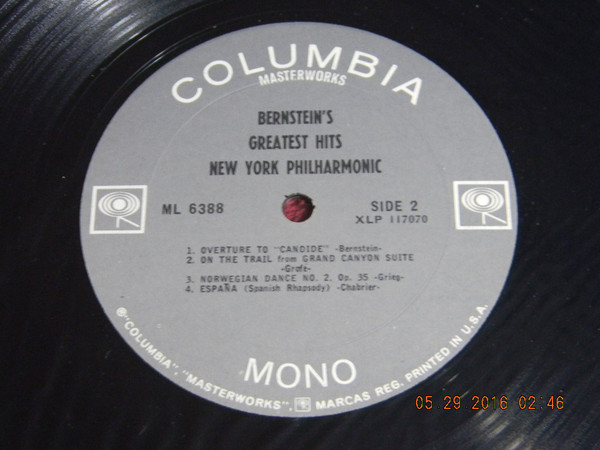 COLUMBIA
MASTERWORKS
BERNSTEIN'S
GREATEST HITS
NEW YORK PHILHARMONIC
ML 6388
SIDE 2
XLP 117070
1. OVERTURE TO "CANDIDE" -Bernstein-
2. ON THE TRAIL from GRAND CANYON SUITE
-Grofe-
3. NORWEGIAN DANCE NO. 2, Op. 35 -Grieg-
4. ESPAÑA (Spanish Rhapsody) -Chabrier-
MONO
℗"COLUMBIA", "MASTERWORKS", MARCAS REG. PRINTED IN U.S.A.
05 29 2016 02:46